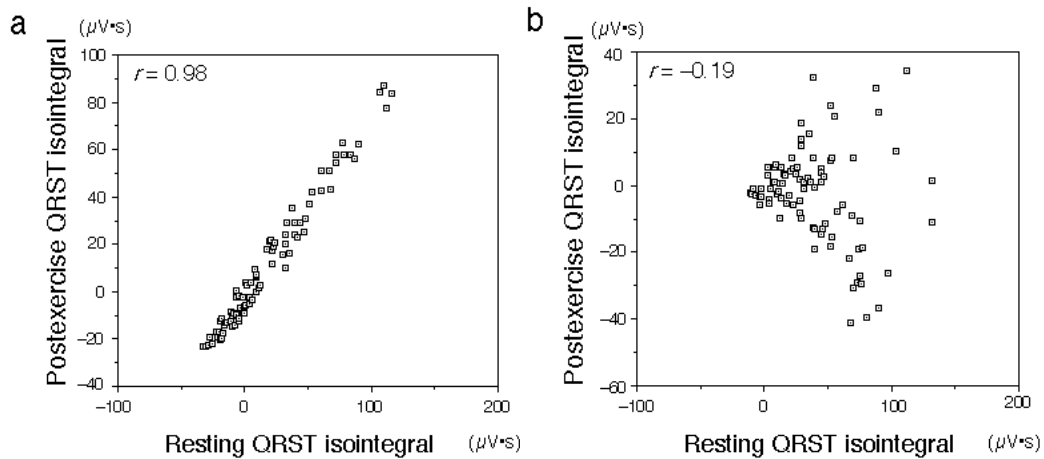 a
(μV•s)
r = 0.98
Postexercise QRST isointegral
100
80
60
40
20
0
−20
−40
−100
0
100
200
Resting QRST isointegral (μV•s)
b
(μV•s)
r = −0.19
Postexercise QRST isointegral
40
20
0
-20
−40
−60
−100
0
100
200
Resting QRST isointegral (μV•s)